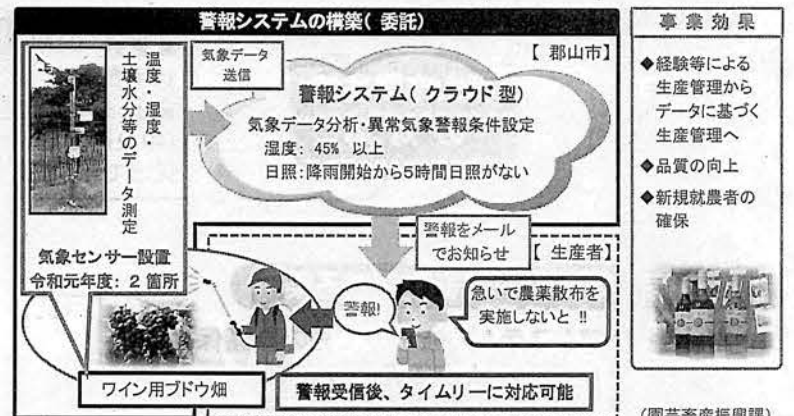 警報システムの構築( 委託)
温度・湿度・
土壌水分等のデータ測定
気象センサー設置
令和元年度: 2 箇所
気象データ
送信
【 郡山市】
警報システム( クラウド型)
気象データ分析・異常気象警報条件設定
湿度: 45% 以上
日照:降雨開始から5時間日照がない
警報をメール
でお知らせ
【 生産者】
警報!
急いで農薬散布を
実施しないと !!
ワイン用ブドウ畑
警報受信後、タイムリーに対応可能
事 業 効 果
◆経験等による
生産管理から
データに基づく
生産管理へ
◆品質の向上
◆新規就農者の
確保
(園芸畜産振興課)